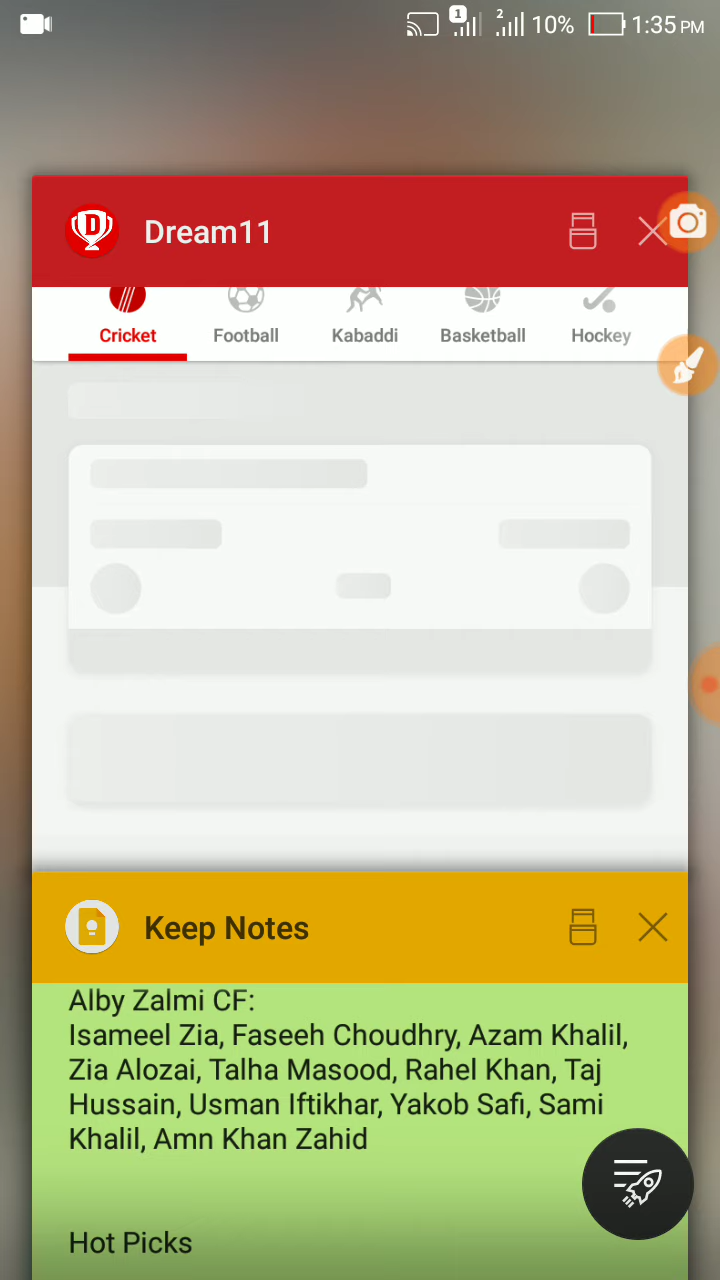 1 2 10% 1:35 PM
D Dream11
Cricket Football Kabaddi Basketball Hockey
Keep Notes
Alby Zalmi CF:
Isameel Zia, Faseeh Choudhry, Azam Khalil,
Zia Alozai, Talha Masood, Rahel Khan, Taj
Hussain, Usman Iftikhar, Yakob Safi, Sami
Khalil, Amn Khan Zahid
Hot Picks